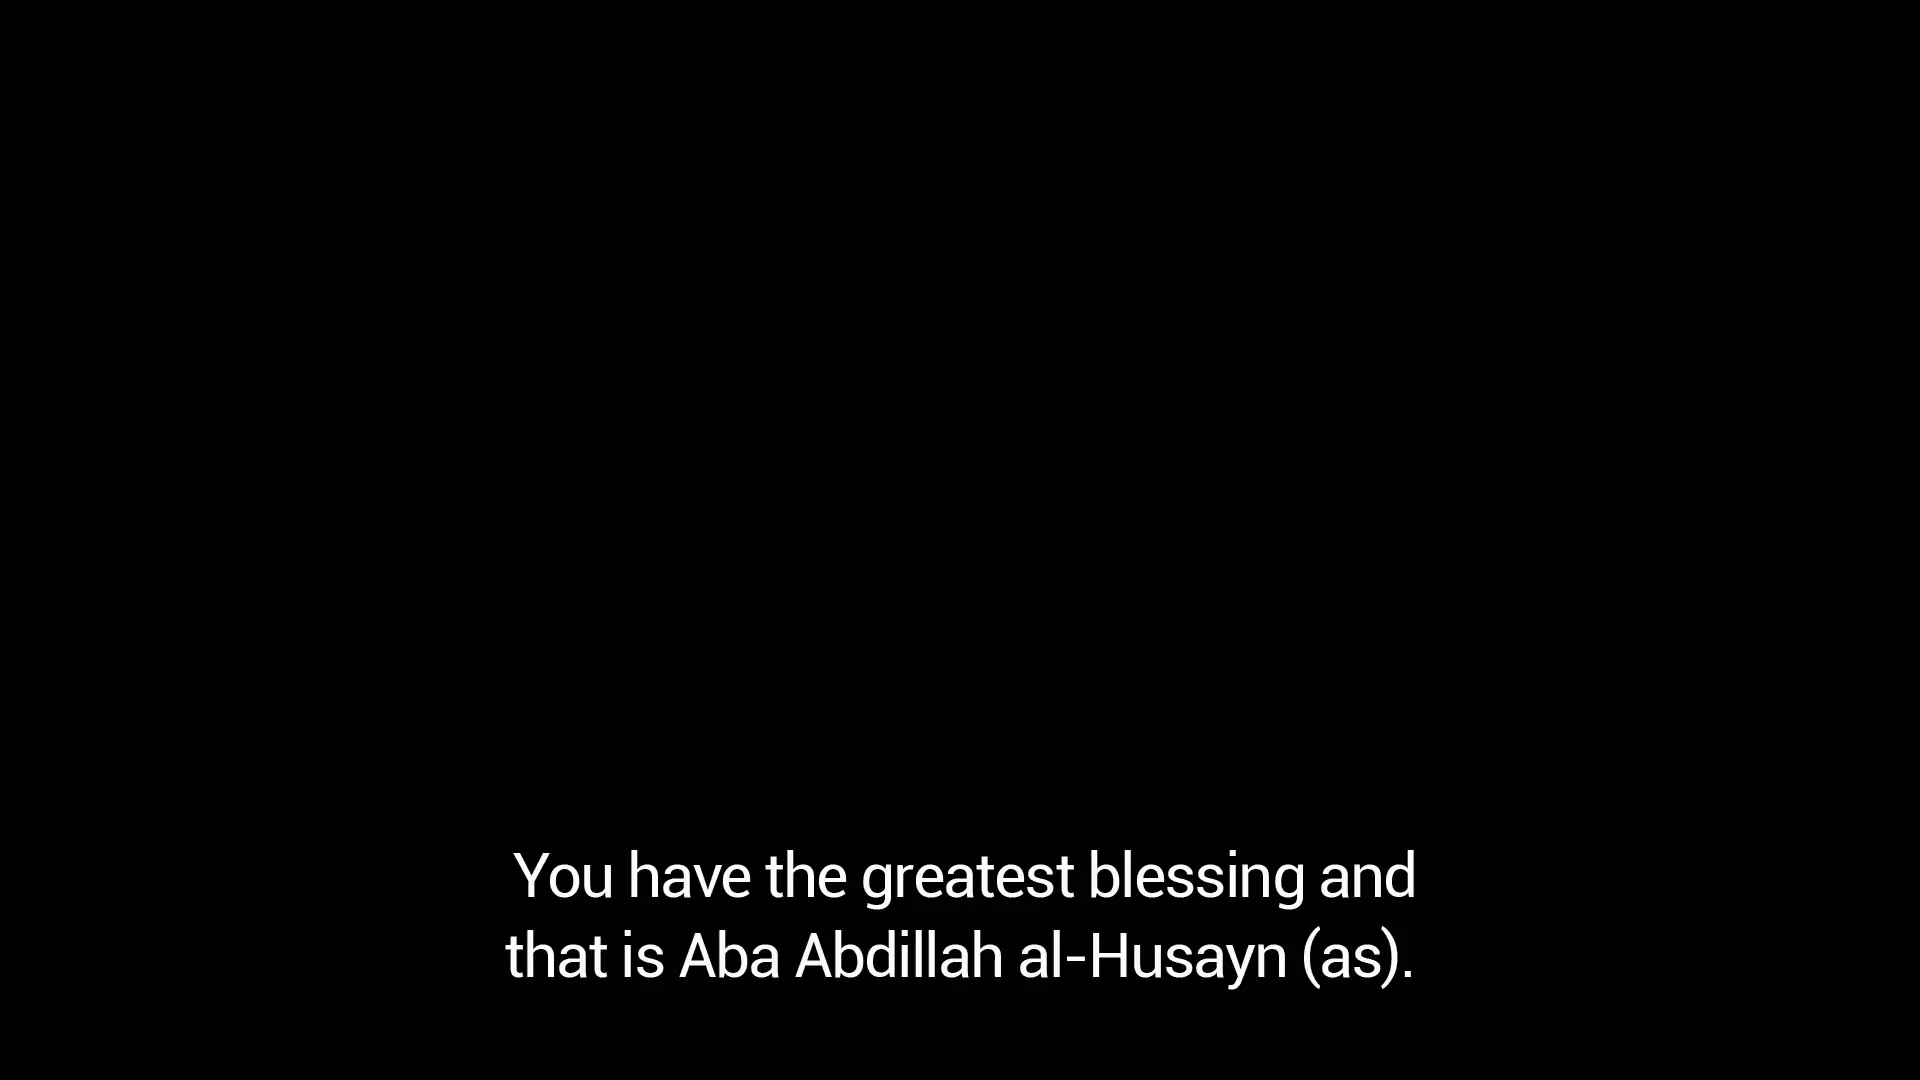 You have the greatest blessing and
that is Aba Abdillah al-Husayn (as).